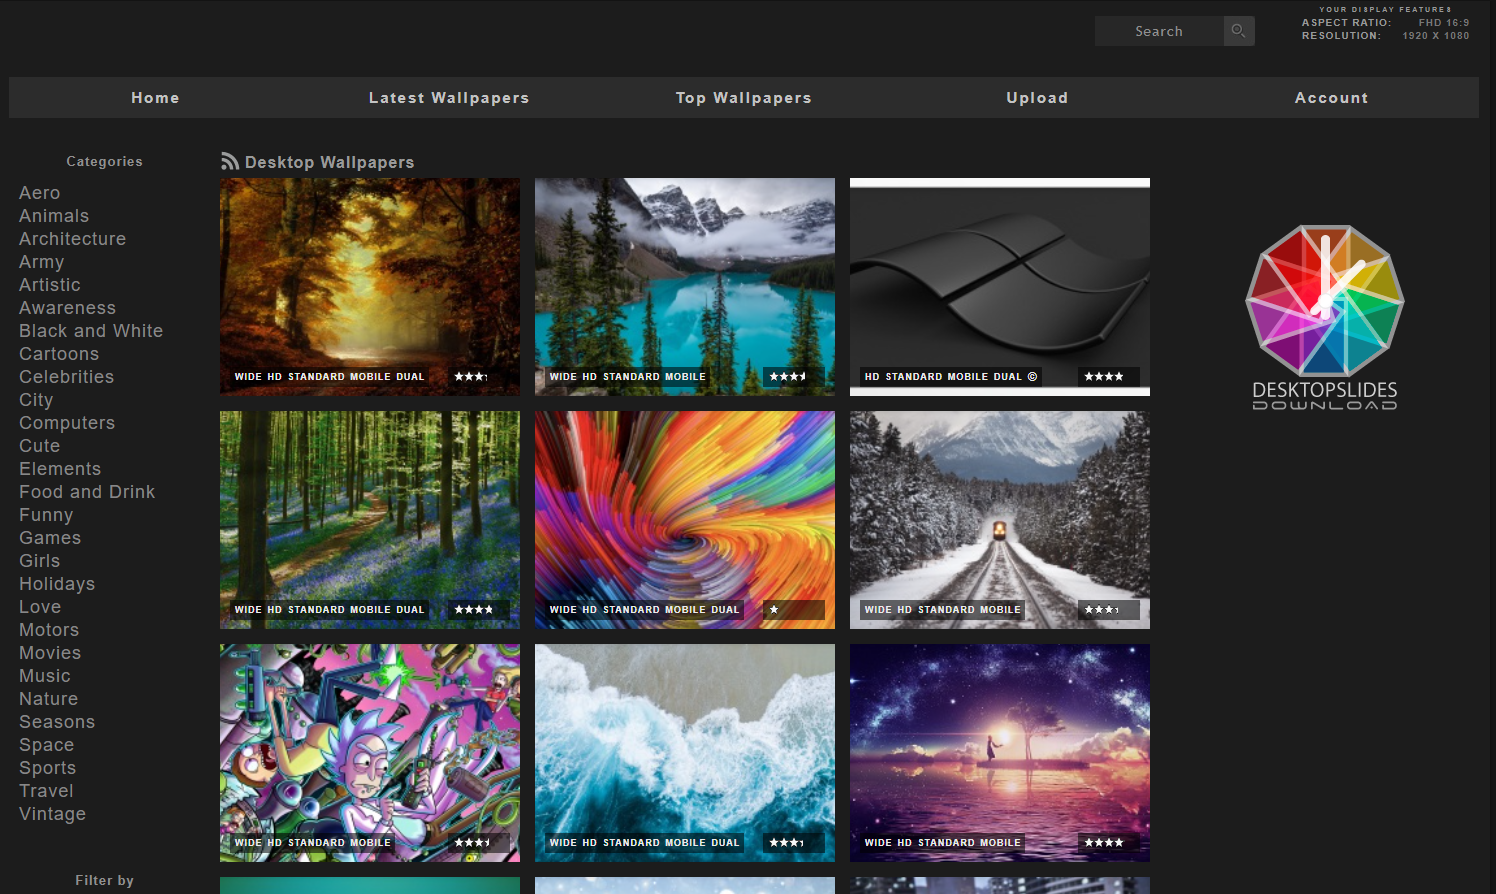 YOUR DISPLAY FEATURES
ASPECT RATIO: FHD 16:9
RESOLUTION: 1920 X 1080
Search
Home Latest Wallpapers Top Wallpapers Upload Account
Categories
Aero
Animals
Architecture
Army
Artistic
Awareness
Black and White
Cartoons
Celebrities
City
Computers
Cute
Elements
Food and Drink
Funny
Games
Girls
Holidays
Love
Motors
Movies
Music
Nature
Seasons
Space
Sports
Travel
Vintage
Filter by
Desktop Wallpapers
WIDE HD STANDARD MOBILE DUAL
WIDE HD STANDARD MOBILE
HD STANDARD MOBILE DUAL ©
WIDE HD STANDARD MOBILE DUAL
WIDE HD STANDARD MOBILE DUAL
WIDE HD STANDARD MOBILE
WIDE HD STANDARD MOBILE
WIDE HD STANDARD MOBILE DUAL
WIDE HD STANDARD MOBILE
DESKTOPSLIDES
DOWNLOAD